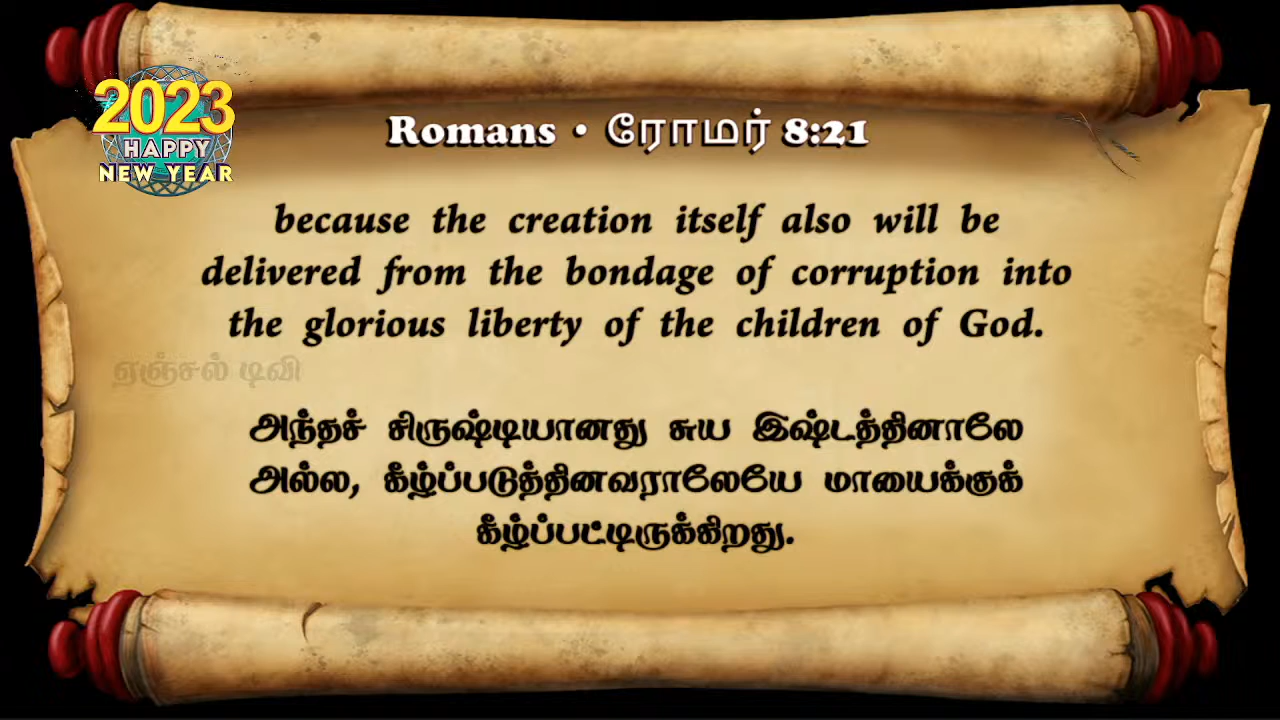 2023
HAPPY
NEW YEAR
Romans • ரோமர் 8:21
because the creation itself also will be
delivered from the bondage of corruption into
the glorious liberty of the children of God.
ஏஞ்சல் டிவி
அந்தச் சிருஷ்டியானது சுய இஷ்டத்தினாலே
அல்ல, கீழ்ப்படுத்தினவராலேயே மாயைக்குக்
கீழ்ப்பட்டிருக்கிறது.